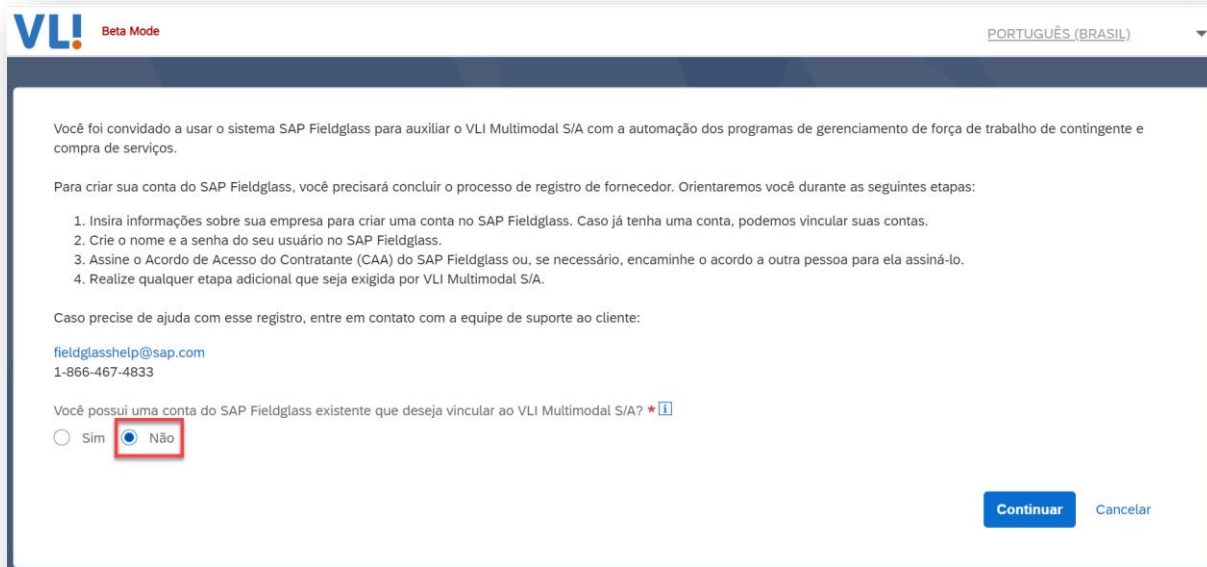 VL!
Beta Mode
PORTUGUÊS (BRASIL)
Você foi convidado a usar o sistema SAP Fieldglass para auxiliar o VLI Multimodal S/A com a automação dos programas de gerenciamento de força de trabalho de contingente e
compra de serviços.
Para criar sua conta do SAP Fieldglass, você precisará concluir o processo de registro de fornecedor. Orientaremos você durante as seguintes etapas:
1. Insira informações sobre sua empresa para criar uma conta no SAP Fieldglass. Caso já tenha uma conta, podemos vincular suas contas.
2. Crie o nome e a senha do seu usuário no SAP Fieldglass.
3. Assine o Acordo de Acesso do Contratante (CAA) do SAP Fieldglass ou, se necessário, encaminhe o acordo a outra pessoa para ela assiná-lo.
4. Realize qualquer etapa adicional que seja exigida por VLI Multimodal S/A.
Caso precise de ajuda com esse registro, entre em contato com a equipe de suporte ao cliente:
fieldglasshelp@sap.com
1-866-467-4833
Você possui uma conta do SAP Fieldglass existente que deseja vincular ao VLI Multimodal S/A? * i
Sim Não
Continuar Cancelar